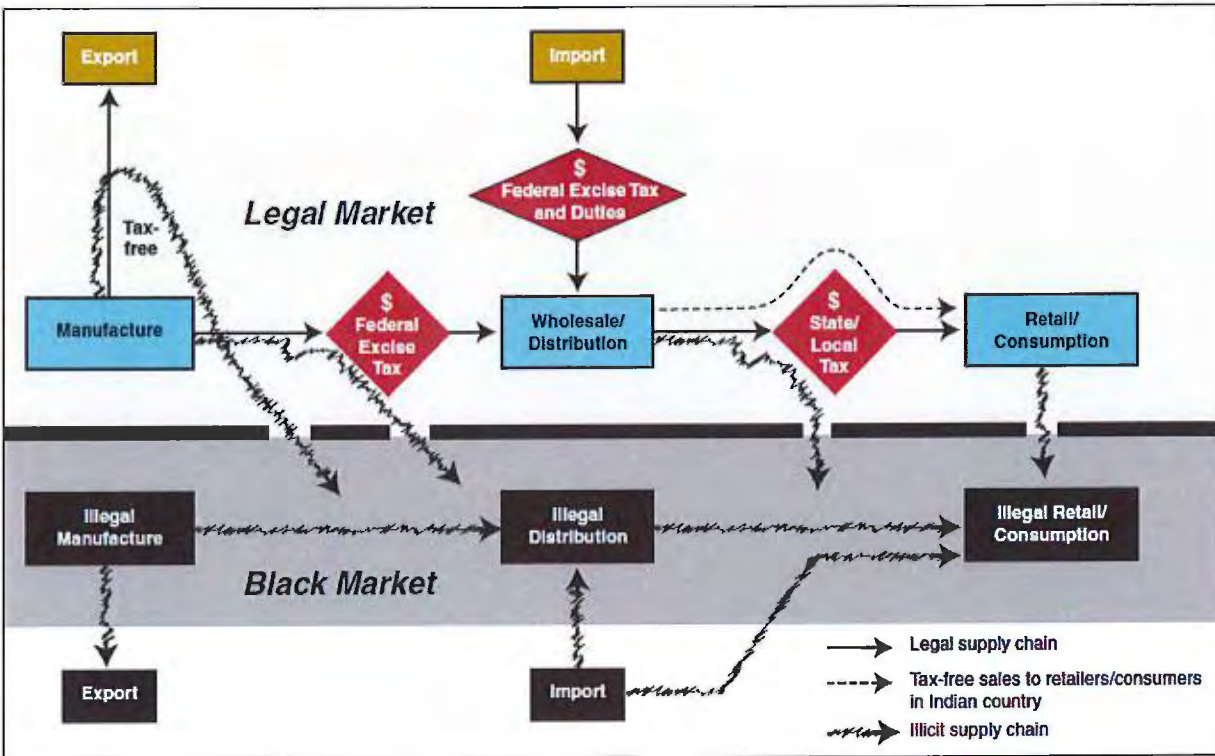 Export
Import
$
Federal Excise Tax
and Duties
Legal Market
Tax-
free
Manufacture
$
Federal
Excise
Tax
Wholesale/
Distribution
$
State/
Local
Tax
Retail/
Consumption
Illegal
Manufacture
Illegal
Distribution
Illegal Retail/
Consumption
Black Market
Export
Import
Legal supply chain
Tax-free sales to retailers/consumers
in Indian country
Illicit supply chain